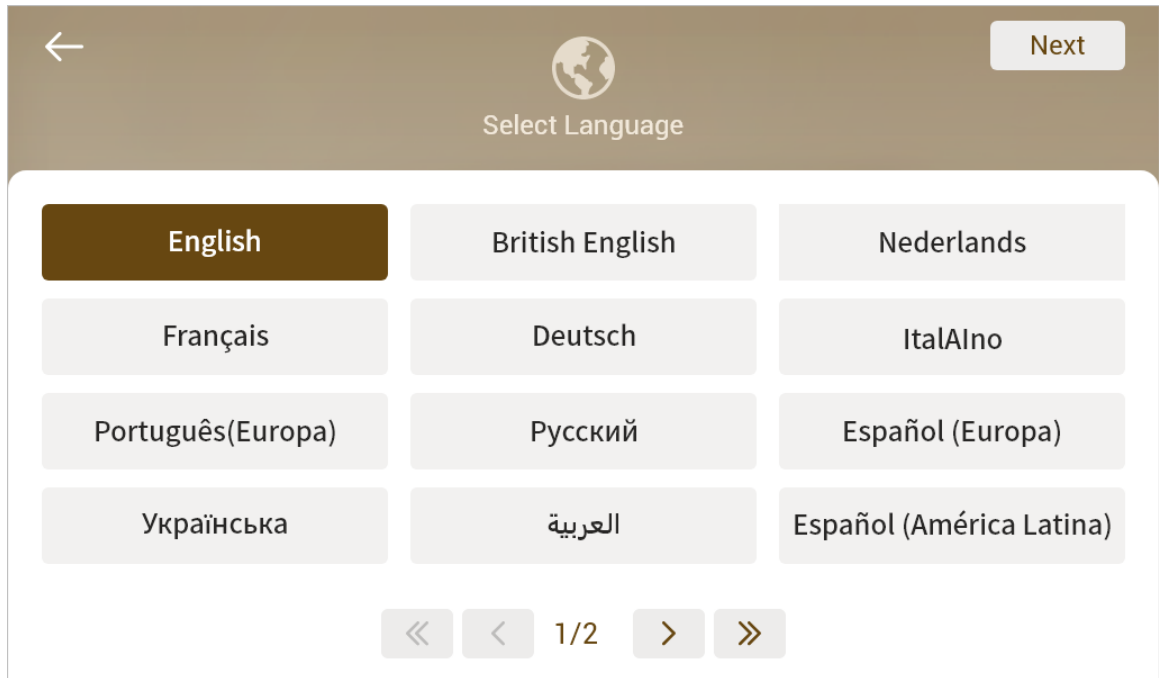 Next
Select Language
English
British English
Nederlands
Français
Deutsch
ItalAIno
Português(Europa)
Русский
Español (Europa)
Українська
العربية
Español (América Latina)
1/2